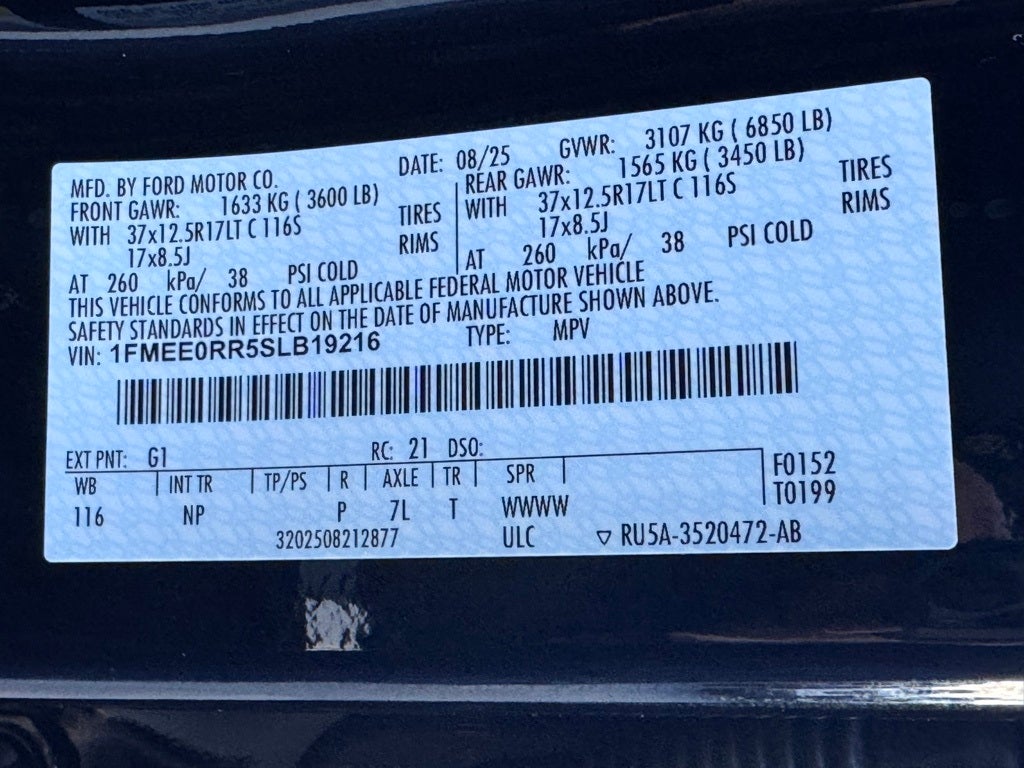 MFD. BY FORD MOTOR CO. DATE: 08/25 GVWR: 3107 KG ( 6850 LB)
FRONT GAWR: 1633 KG ( 3600 LB) REAR GAWR: 1565 KG ( 3450 LB)
WITH 37x12.5R17LT C 116S TIRES WITH 37x12.5R17LT C 116S TIRES
17x8.5J RIMS 17x8.5J RIMS
AT 260 kPa/ 38 PSI COLD AT 260 kPa/ 38 PSI COLD
THIS VEHICLE CONFORMS TO ALL APPLICABLE FEDERAL MOTOR VEHICLE
SAFETY STANDARDS IN EFFECT ON THE DATE OF MANUFACTURE SHOWN ABOVE.
VIN: 1FMEE0RR5SLB19216 TYPE: MPV
EXT PNT: G1 RC: 21 DSO:
WB INT TR TP/PS R AXLE TR SPR F0152
116 NP P 7L T WWWW T0199
3202508212877 ULC ▽ RU5A-3520472-AB